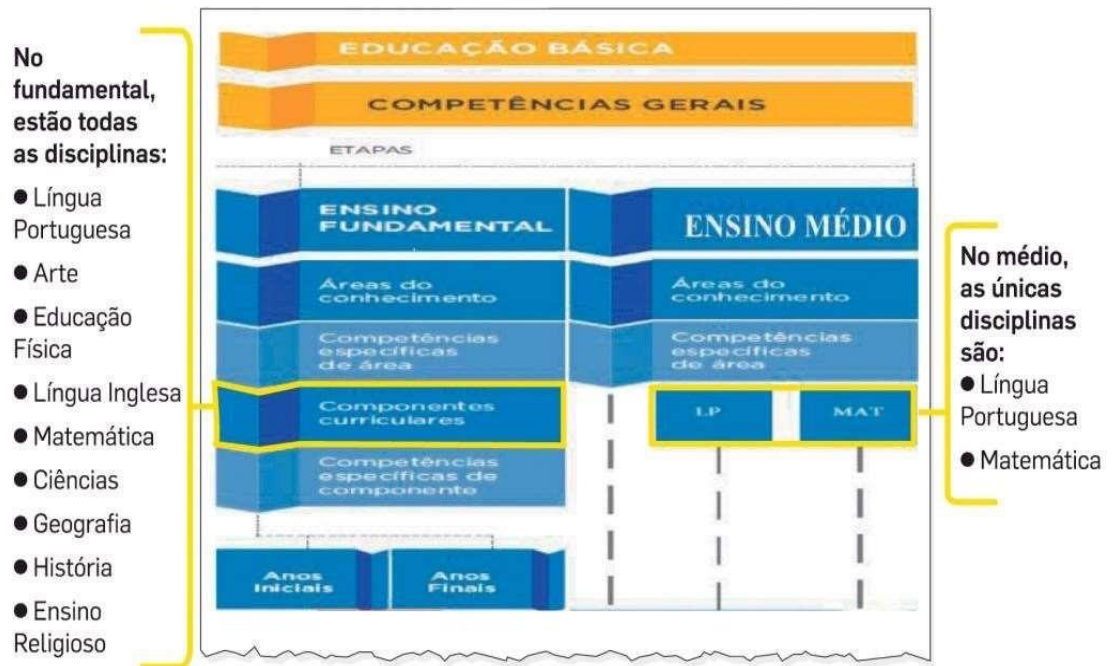 No
fundamental,
estão todas
as disciplinas:
● Língua
Portuguesa
● Arte
● Educação
Física
● Língua Inglesa
● Matemática
● Ciências
● Geografia
● História
● Ensino
Religioso
EDUCAÇÃO BÁSICA
COMPETÊNCIAS GERAIS
ETAPAS
ENSINO
FUNDAMENTAL
Áreas do
conhecimento
Competências
específicas
de área
Componentes
curriculares
Competências
específicas de
componente
Anos
Iniciais
Anos
Finais
ENSINO MÉDIO
Áreas do
conhecimento
Competências
específicas
de área
LP
MAT
No médio,
as únicas
disciplinas
são:
● Língua
Portuguesa
● Matemática